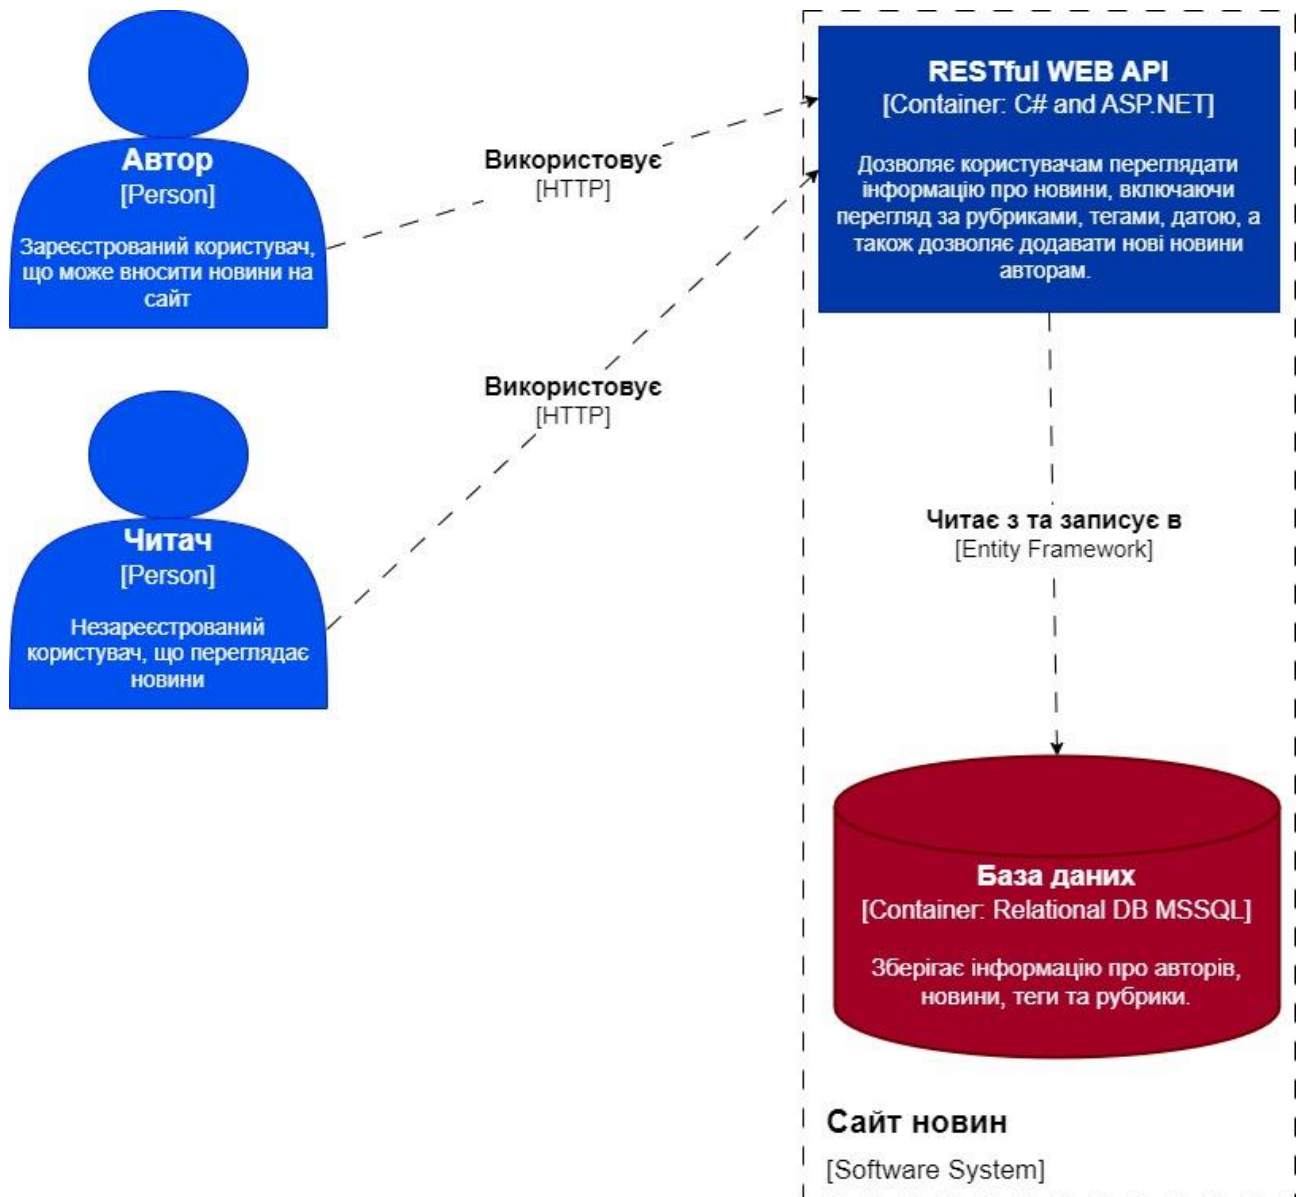 Автор
[Person]
Зареєстрований користувач,
що може вносити новини на
сайт
Використовує
[HTTP]
RESTful WEB API
[Container: C# and ASP.NET]
Дозволяє користувачам переглядати
інформацію про новини, включаючи
перегляд за рубриками, тегами, датою, а
також дозволяє додавати нові новини
авторам.
Читач
[Person]
Незареєстрований
користувач, що переглядає
новини
Використовує
[HTTP]
Читає з та записує в
[Entity Framework]
База даних
[Container: Relational DB MSSQL]
Зберігає інформацію про авторів,
новини, теги та рубрики.
Сайт новин
[Software System]